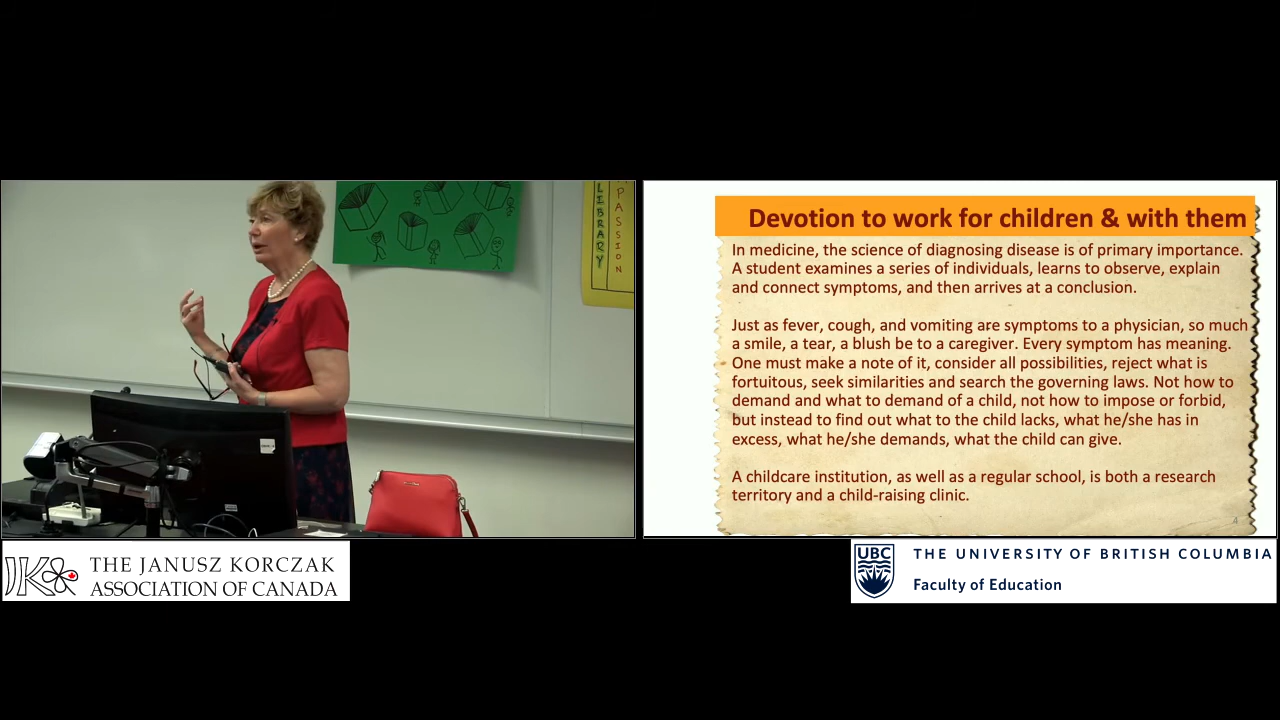 LIBRARY
PASSION
Devotion to work for children & with them
In medicine, the science of diagnosing disease is of primary importance.
A student examines a series of individuals, learns to observe, explain
and connect symptoms, and then arrives at a conclusion.
Just as fever, cough, and vomiting are symptoms to a physician, so much
a smile, a tear, a blush be to a caregiver. Every symptom has meaning.
One must make a note of it, consider all possibilities, reject what is
fortuitous, seek similarities and search the governing laws. Not how to
demand and what to demand of a child, not how to impose or forbid,
but instead to find out what to the child lacks, what he/she has in
excess, what he/she demands, what the child can give.
A childcare institution, as well as a regular school, is both a research
territory and a child-raising clinic.
4
JK
THE JANUSZ KORCZAK
ASSOCIATION OF CANADA
UBC
THE UNIVERSITY OF BRITISH COLUMBIA
Faculty of Education